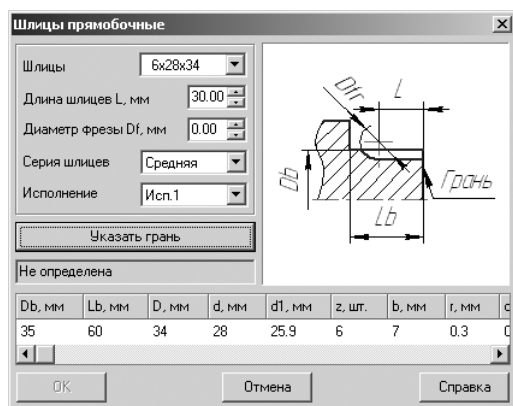 Шлицы прямобочные
Шлицы 6x28x34
Длина шлицев L, мм 30.00
Диаметр фрезы Df, мм 0.00
Серия шлицев Средняя
Исполнение Исп.1
Указать грань
Не определена
Dfr
L
Db
Грань
Lb
Db, мм Lb, мм D, мм d, мм d1, мм z, шт. b, мм r, мм
35 60 34 28 25.9 6 7 0.3
OK Отмена Справка